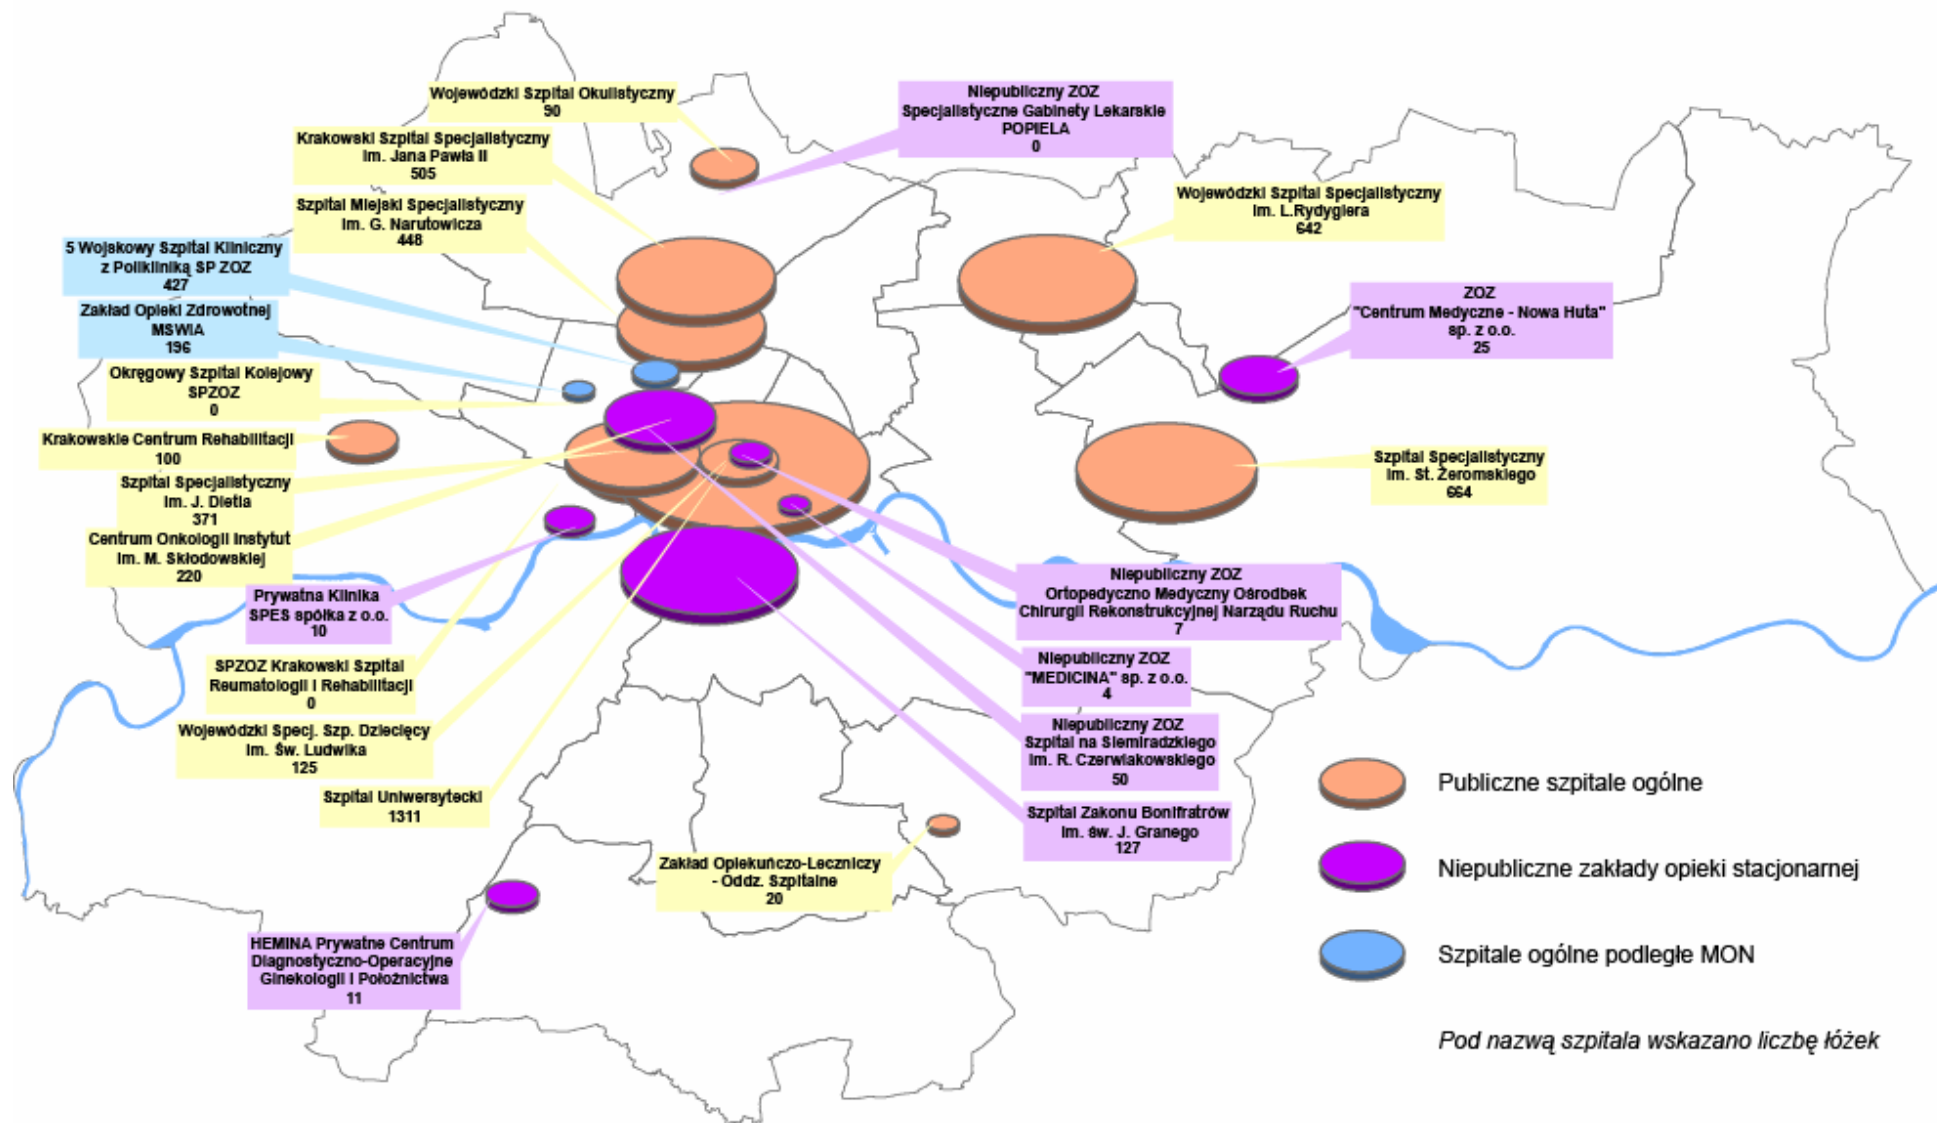 Wojewódzki Szpital Okulistyczny
90
Niepubliczny ZOZ
Specjalistyczne Gabinety Lekarskie
POPIELA
0
Krakowski Szpital Specjalistyczny
im. Jana Pawła II
505
Szpital Miejski Specjalistyczny
im. G. Narutowicza
448
Wojewódzki Szpital Specjalistyczny
im. L.Rydygiera
642
5 Wojskowy Szpital Kliniczny
z Polikliniką SP ZOZ
427
Zakład Opieki Zdrowotnej
MSWiA
196
ZOZ
"Centrum Medyczne - Nowa Huta"
sp. z o.o.
25
Okręgowy Szpital Kolejowy
SPZOZ
0
Krakowskie Centrum Rehabilitacji
100
Szpital Specjalistyczny
im. J. Dietla
371
Szpital Specjalistyczny
im. St. Żeromskiego
664
Centrum Onkologii Instytut
im. M. Skłodowskiej
220
Prywatna Klinika
SPES spółka z o.o.
10
Niepubliczny ZOZ
Ortopedyczno Medyczny Ośrodbek
Chirurgii Rekonstrukcyjnej Narządu Ruchu
7
SPZOZ Krakowski Szpital
Reumatologii i Rehabilitacji
0
Niepubliczny ZOZ
"MEDICINA" sp. z o.o.
4
Wojewódzki Specj. Szp. Dziecięcy
im. Św. Ludwika
125
Niepubliczny ZOZ
Szpital na Siemiradzkiego
im. R. Czerwiakowskiego
50
Szpital Uniwersytecki
1311
Szpital Zakonu Bonifratrów
im. św. J. Granego
127
Zakład Opiekuńczo-Leczniczy
- Oddz. Szpitalne
20
HEMINA Prywatne Centrum
Diagnostyczno-Operacyjne
Ginekologii i Położnictwa
11
Publiczne szpitale ogólne
Niepubliczne zakłady opieki stacjonarnej
Szpitale ogólne podległe MON
Pod nazwą szpitala wskazano liczbę łóżek